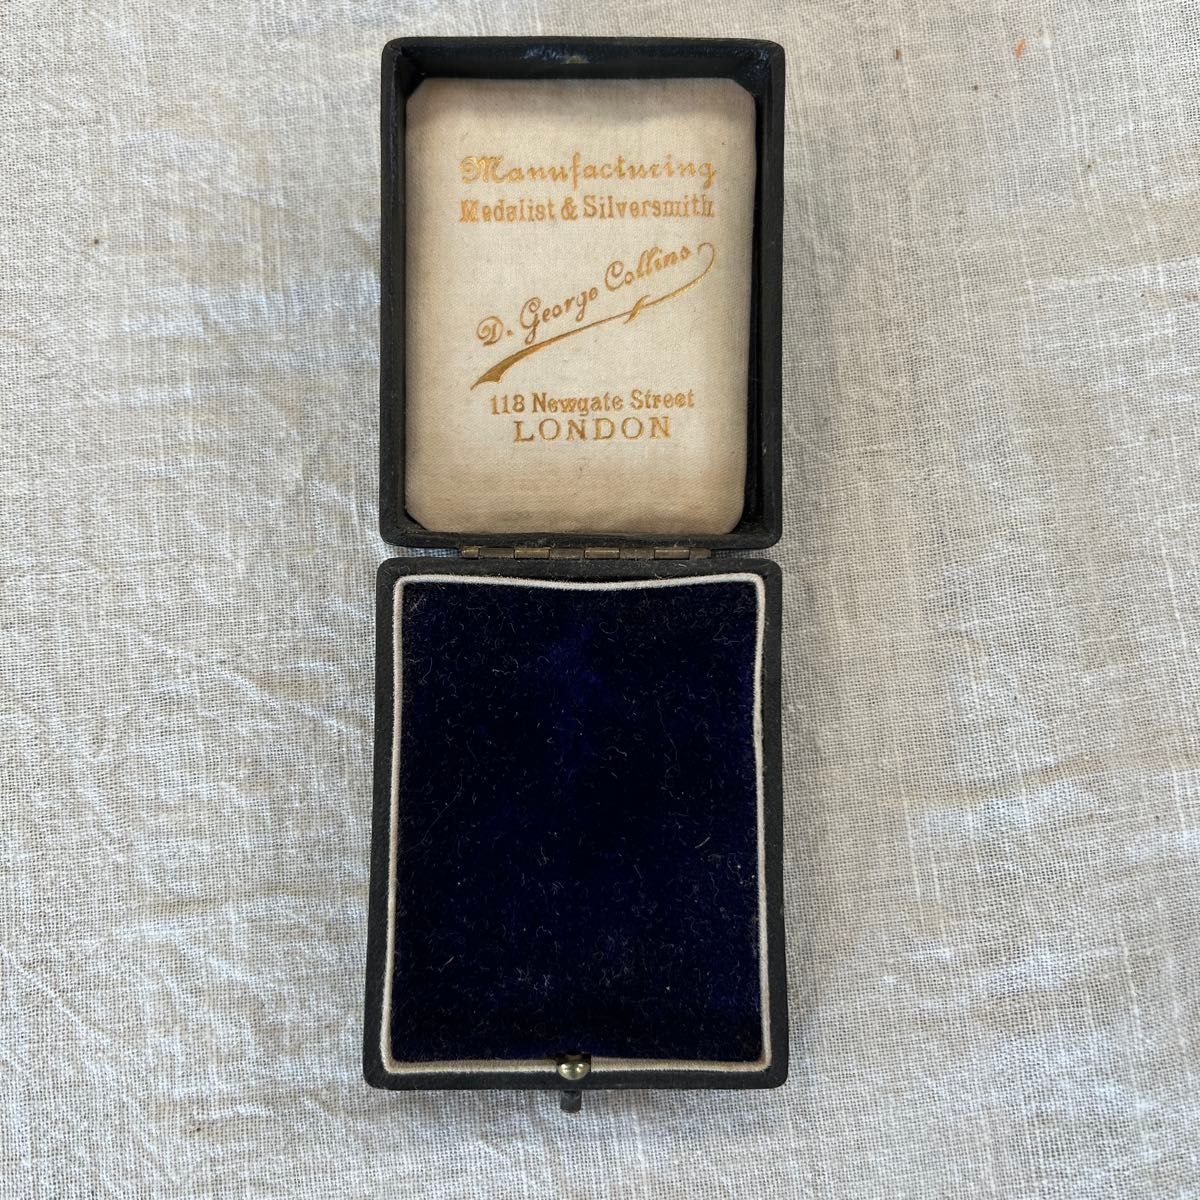 Manufacturing
Medalist & Silversmith
D. George Collins
118 Newgate Street
LONDON